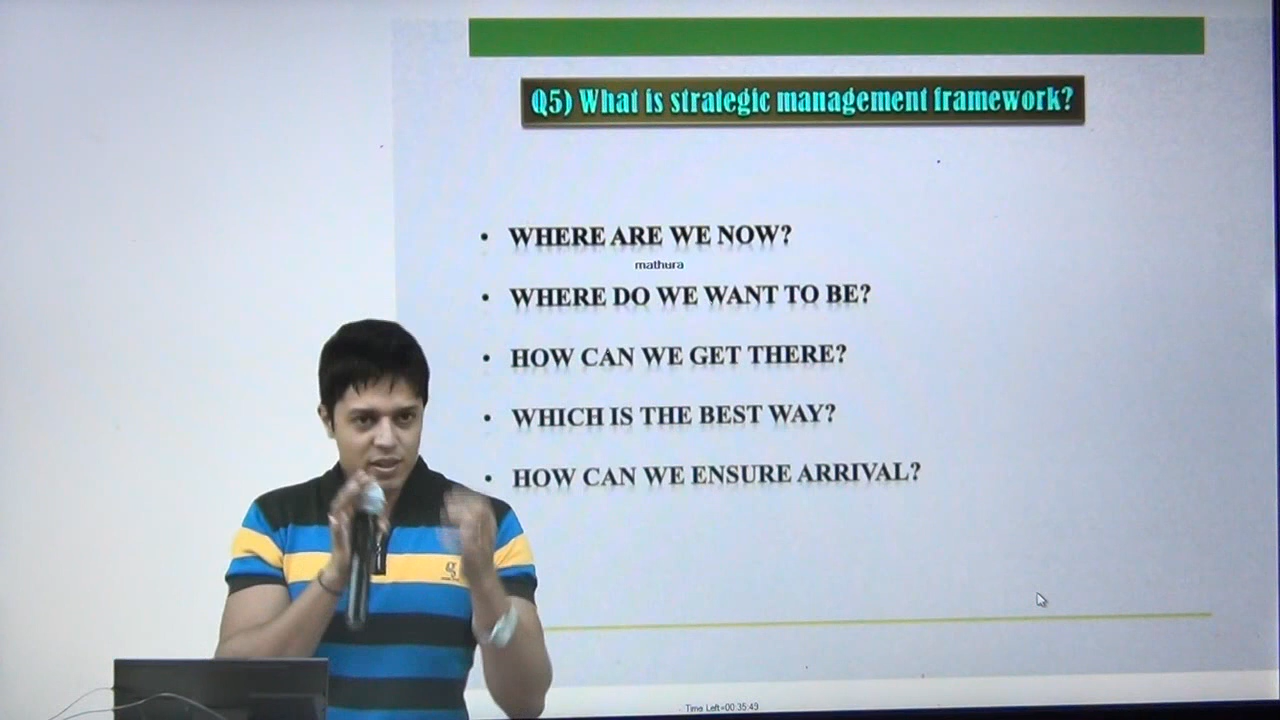 Q5) What is strategic management framework?
• WHERE ARE WE NOW?
mathura
• WHERE DO WE WANT TO BE?
• HOW CAN WE GET THERE?
• WHICH IS THE BEST WAY?
• HOW CAN WE ENSURE ARRIVAL?
Time Left=00:35:49